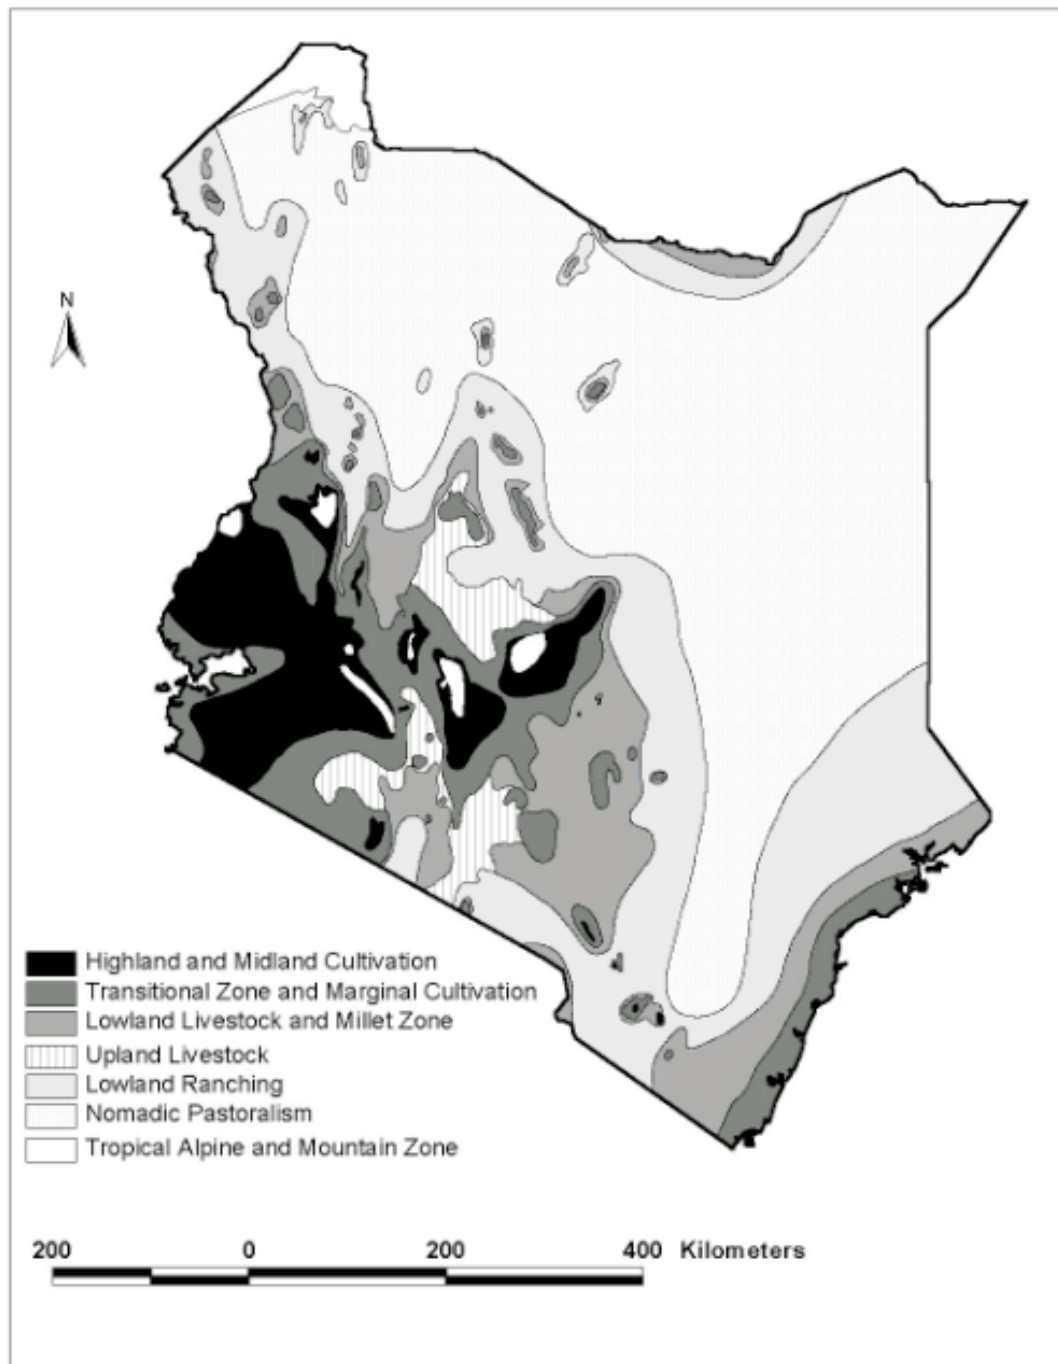 N
Highland and Midland Cultivation
Transitional Zone and Marginal Cultivation
Lowland Livestock and Millet Zone
Upland Livestock
Lowland Ranching
Nomadic Pastoralism
Tropical Alpine and Mountain Zone
200 0 200 400 Kilometers